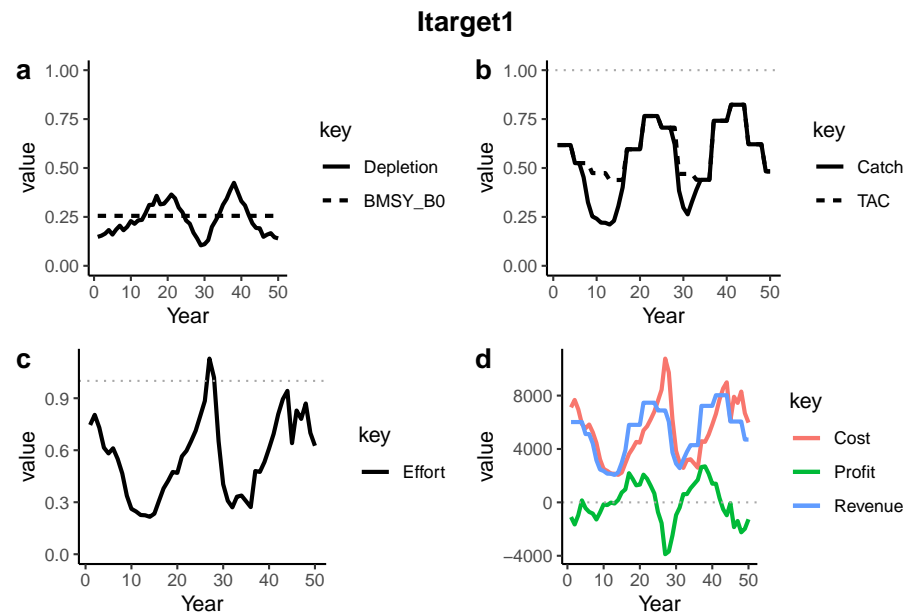 Itarget1
a
1.00
0.75
0.50
0.25
0.00
value
0 10 20 30 40 50
Year
key
Depletion
BMSY_B0
b
1.00
0.75
0.50
0.25
0.00
value
0 10 20 30 40 50
Year
key
Catch
TAC
c
0.9
0.6
0.3
0.0
value
0 10 20 30 40 50
Year
key
Effort
d
8000
4000
0
−4000
value
0 10 20 30 40 50
Year
key
Cost
Profit
Revenue